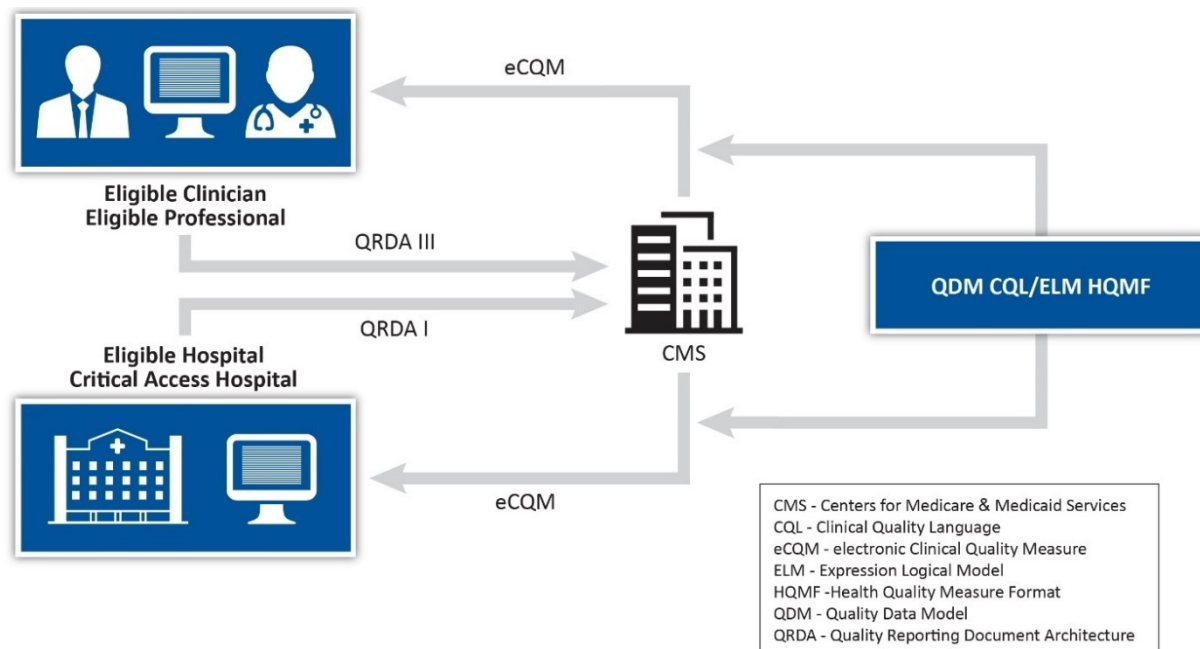 eCQM
Eligible Clinician
Eligible Professional
QRDA III
QDM CQL/ELM HQMF
QRDA I
CMS
Eligible Hospital
Critical Access Hospital
eCQM
CMS - Centers for Medicare & Medicaid Services
CQL - Clinical Quality Language
eCQM - electronic Clinical Quality Measure
ELM - Expression Logical Model
HQMF -Health Quality Measure Format
QDM - Quality Data Model
QRDA - Quality Reporting Document Architecture